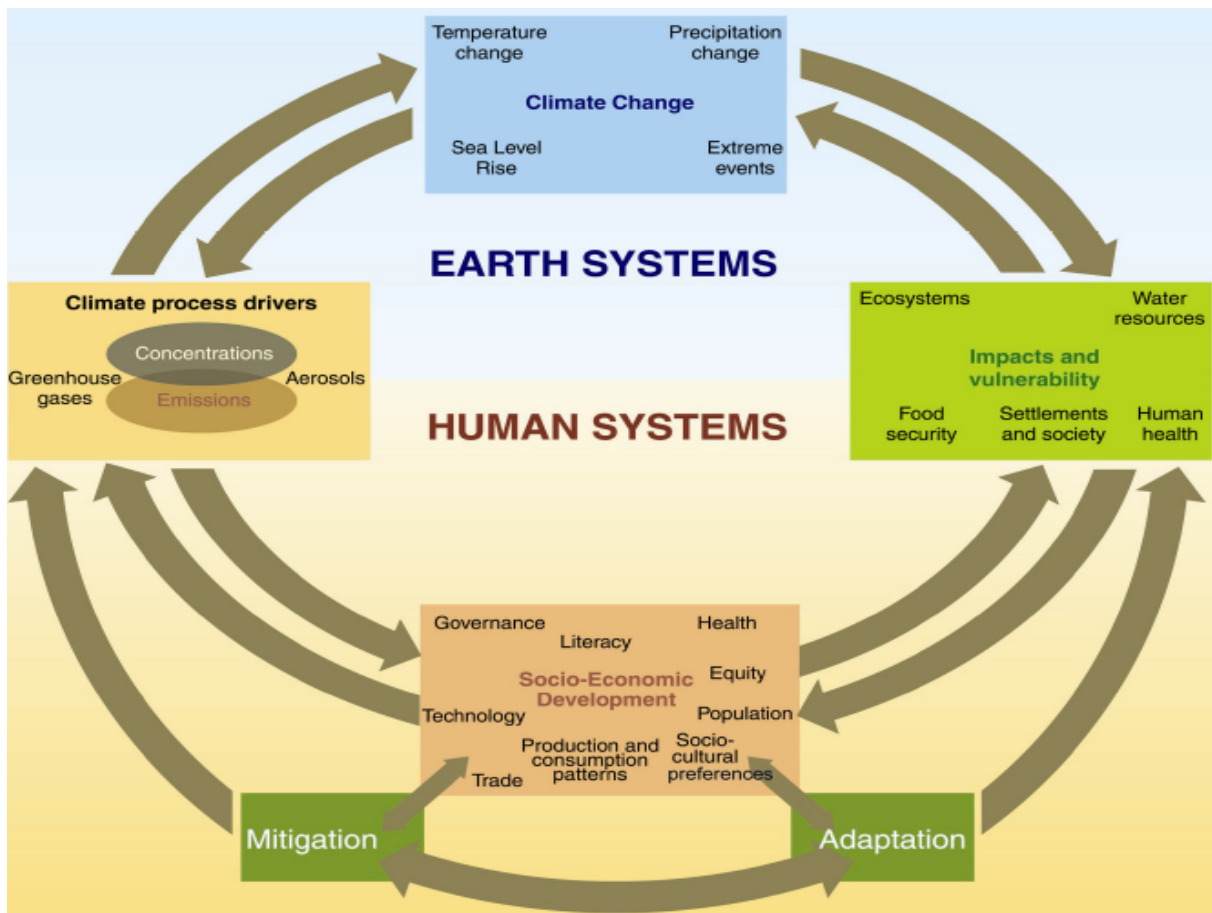 Temperature
change
Precipitation
change
Climate Change
Sea Level
Rise
Extreme
events
EARTH SYSTEMS
Climate process drivers
Concentrations
Greenhouse
gases
Aerosols
Emissions
Ecosystems
Water
resources
Impacts and
vulnerability
Food
security
Settlements
and society
Human
health
HUMAN SYSTEMS
Governance
Literacy
Health
Socio-Economic
Development
Equity
Technology
Population
Production and
consumption
patterns
Socio-
cultural
preferences
Trade
Mitigation
Adaptation